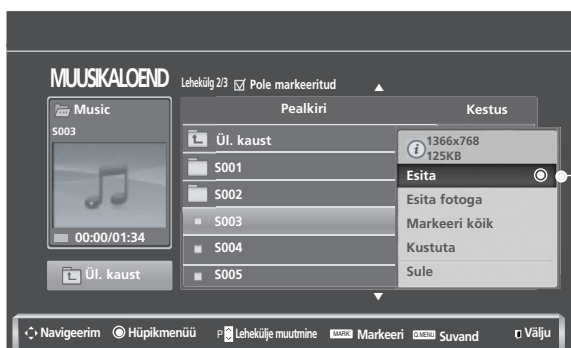 MUUSIKALOEND Lehekülg 2/3 Pole markeeritud
Music
S003
00:00/01:34
Ül. kaust
Pealkiri Kestus
Ül. kaust
S001
S002
S003
S004
S005
1366x768
125KB
Esita
Esita fotoga
Markeeri kõik
Kustuta
Sule
Navigeerim Hüpikmenüü P Lehekülje muutmine MARK Markeeri Q.MENU Suvand Välju